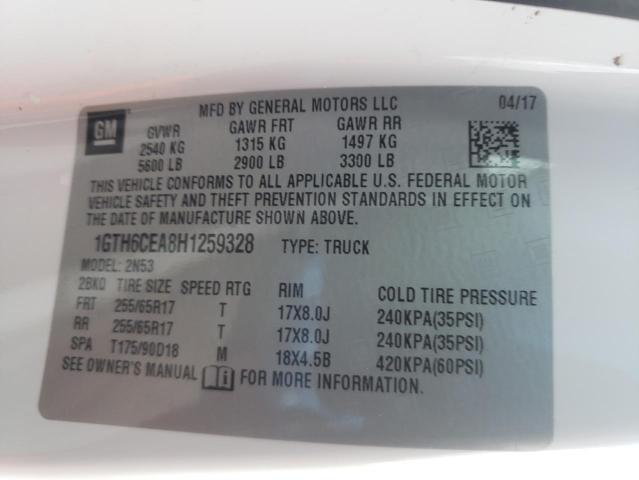 MFD BY GENERAL MOTORS LLC 04/17
GM
GVWR GAWR FRT GAWR RR
2540 KG 1315 KG 1497 KG
5600 LB 2900 LB 3300 LB
THIS VEHICLE CONFORMS TO ALL APPLICABLE U.S. FEDERAL MOTOR
VEHICLE SAFETY AND THEFT PREVENTION STANDARDS IN EFFECT ON
THE DATE OF MANUFACTURE SHOWN ABOVE.
1GTH6CEA8H1259328 TYPE: TRUCK
MODEL: 2N53
2BKQ TIRE SIZE SPEED RTG RIM COLD TIRE PRESSURE
FRT 255/65R17 T 17X8.0J 240KPA(35PSI)
RR 255/65R17 T 17X8.0J 240KPA(35PSI)
SPA T175/90D18 M 18X4.5B 420KPA(60PSI)
SEE OWNER'S MANUAL FOR MORE INFORMATION.